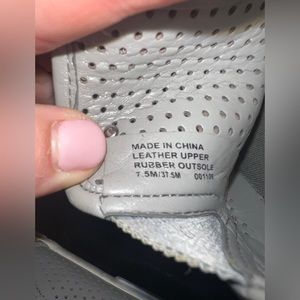 MADE IN CHINA
LEATHER UPPER
RUBBER OUTSOLE
7.5M/37.5M